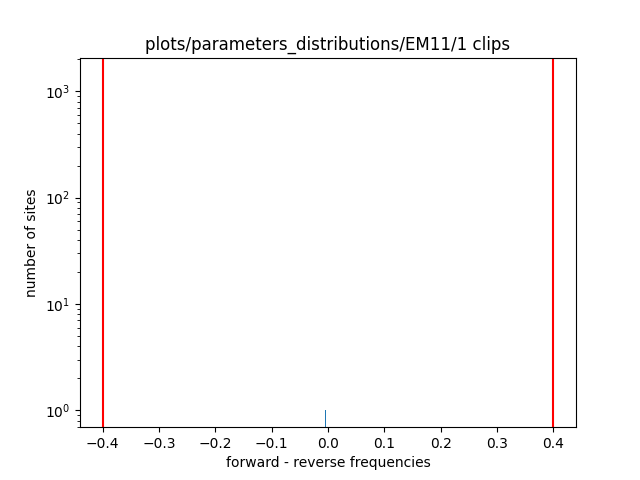 plots/parameters_distributions/EM11/1 clips
number of sites
10³
10²
10¹
10⁰
−0.4 −0.3 −0.2 −0.1 0.0 0.1 0.2 0.3 0.4
forward - reverse frequencies